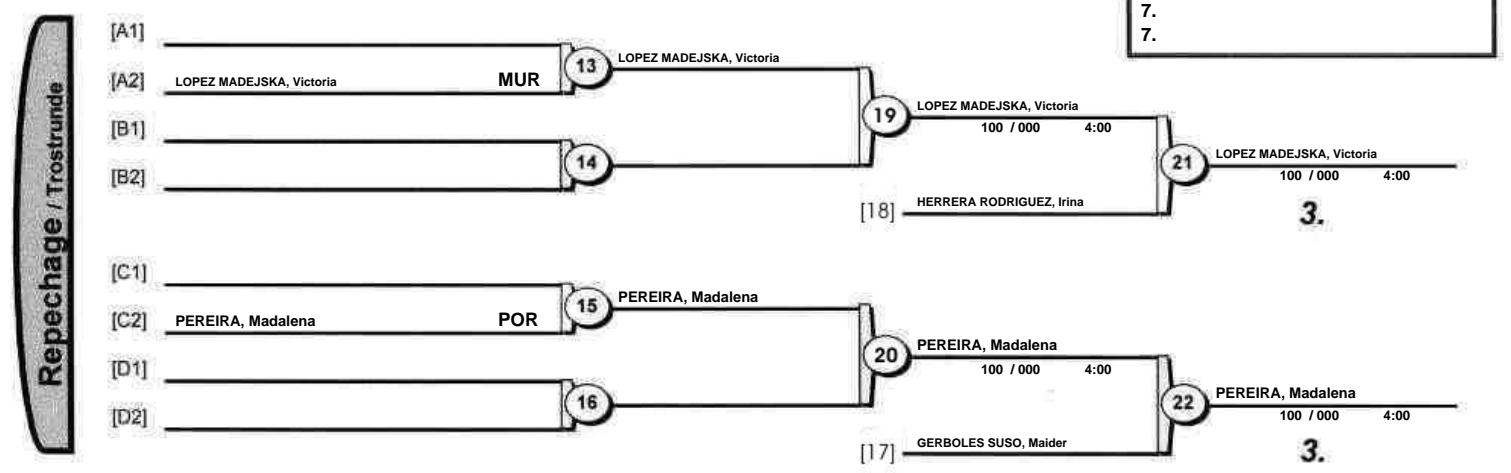 7.
7.
Repechage / Trostrunde
[A1]
[A2] LOPEZ MADEJSKA, Victoria MUR
13 LOPEZ MADEJSKA, Victoria
[B1]
14
[B2]
19 LOPEZ MADEJSKA, Victoria
100 / 000 4:00
[18] HERRERA RODRIGUEZ, Irina
21 LOPEZ MADEJSKA, Victoria
100 / 000 4:00
3.
[C1]
[C2] PEREIRA, Madalena POR
15 PEREIRA, Madalena
[D1]
16
[D2]
20 PEREIRA, Madalena
100 / 000 4:00
[17] GERBOLES SUSO, Maider
22 PEREIRA, Madalena
100 / 000 4:00
3.